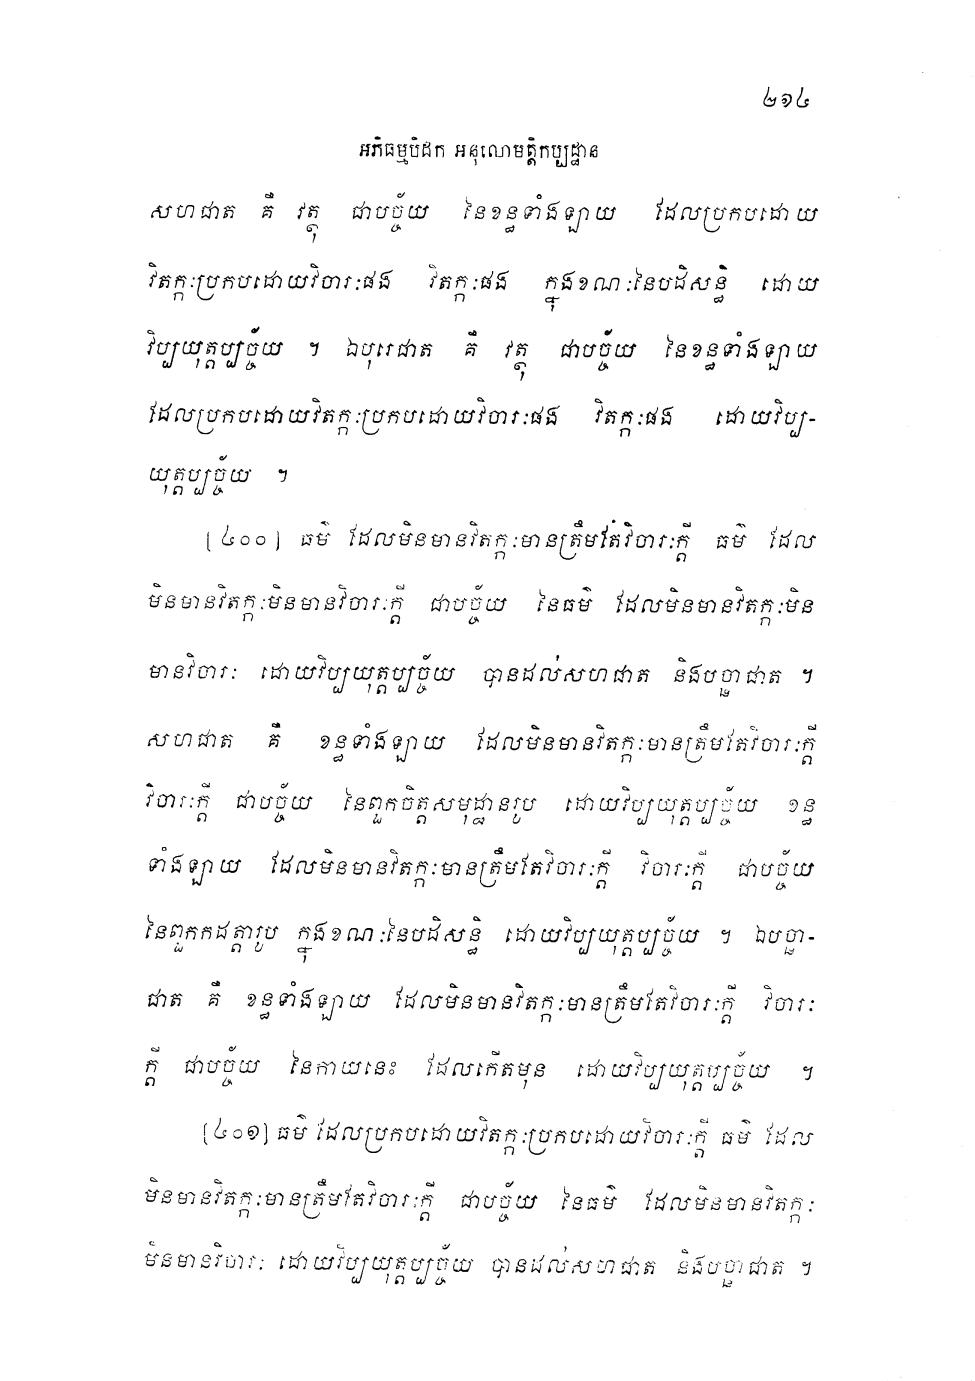 ២១៤
អភិធម្មបិដក អនុលោមត្តិកប្បដ្ឋាន
សហជាត គឺ វត្ថុ ជាបច្ច័យ នៃខន្ធទាំងឡាយ ដែលប្រកបដោយ
វិតក្កៈប្រកបដោយវិចារៈផង វិតក្កៈផង ក្នុងខណៈនៃបដិសន្ធិ ដោយ
វិប្បយុត្តប្បច្ច័យ ។ ឯបុរេជាត គឺ វត្ថុ ជាបច្ច័យ នៃខន្ធទាំងឡាយ
ដែលប្រកបដោយវិតក្កៈប្រកបដោយវិចារៈផង វិតក្កៈផង ដោយវិប្ប-
យុត្តប្បច្ច័យ ។
[៤០០] ធម៌ ដែលមិនមានវិតក្កៈមានត្រឹមតែវិចារៈក្តី ធម៌ ដែល
មិនមានវិតក្កៈមិនមានវិចារៈក្តី ជាបច្ច័យ នៃធម៌ ដែលមិនមានវិតក្កៈមិន
មានវិចារៈ ដោយវិប្បយុត្តប្បច្ច័យ បានដល់សហជាត និងបច្ឆាជាត ។
សហជាត គឺ ខន្ធទាំងឡាយ ដែលមិនមានវិតក្កៈមានត្រឹមតែវិចារៈក្តី
វិចារៈក្តី ជាបច្ច័យ នៃពួកចិត្តសមុដ្ឋានរូប ដោយវិប្បយុត្តប្បច្ច័យ ខន្ធ
ទាំងឡាយ ដែលមិនមានវិតក្កៈមានត្រឹមតែវិចារៈក្តី វិចារៈក្តី ជាបច្ច័យ
នៃពួកកដត្តារូប ក្នុងខណៈនៃបដិសន្ធិ ដោយវិប្បយុត្តប្បច្ច័យ ។ ឯបច្ឆា-
ជាត គឺ ខន្ធទាំងឡាយ ដែលមិនមានវិតក្កៈមានត្រឹមតែវិចារៈក្តី វិចារៈ
ក្តី ជាបច្ច័យ នៃកាយនេះ ដែលកើតមុន ដោយវិប្បយុត្តប្បច្ច័យ ។
[៤០១] ធម៌ ដែលប្រកបដោយវិតក្កៈប្រកបដោយវិចារៈក្តី ធម៌ ដែល
មិនមានវិតក្កៈមានត្រឹមតែវិចារៈក្តី ជាបច្ច័យ នៃធម៌ ដែលមិនមានវិតក្កៈ
មិនមានវិចារៈ ដោយវិប្បយុត្តប្បច្ច័យ បានដល់សហជាត និងបច្ឆាជាត ។